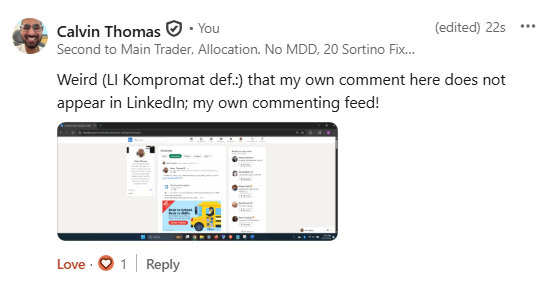 Calvin Thomas • You
(edited) 22s
Second to Main Trader, Allocation. No MDD, 20 Sortino Fix...
Weird (LI Kompromat def.:) that my own comment here does not
appear in LinkedIn; my own commenting feed!
Love · 1 | Reply